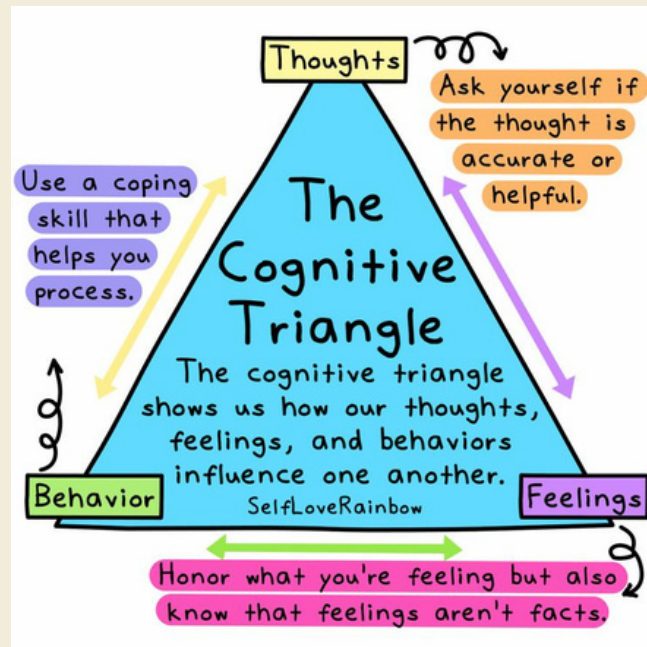 Thoughts
Ask yourself if
the thought is
accurate or
helpful.
Use a coping
skill that
helps you
process.
The
Cognitive
Triangle
The cognitive triangle
shows us how our thoughts,
feelings, and behaviors
influence one another.
SelfLoveRainbow
Behavior
Feelings
Honor what you're feeling but also
know that feelings aren't facts.